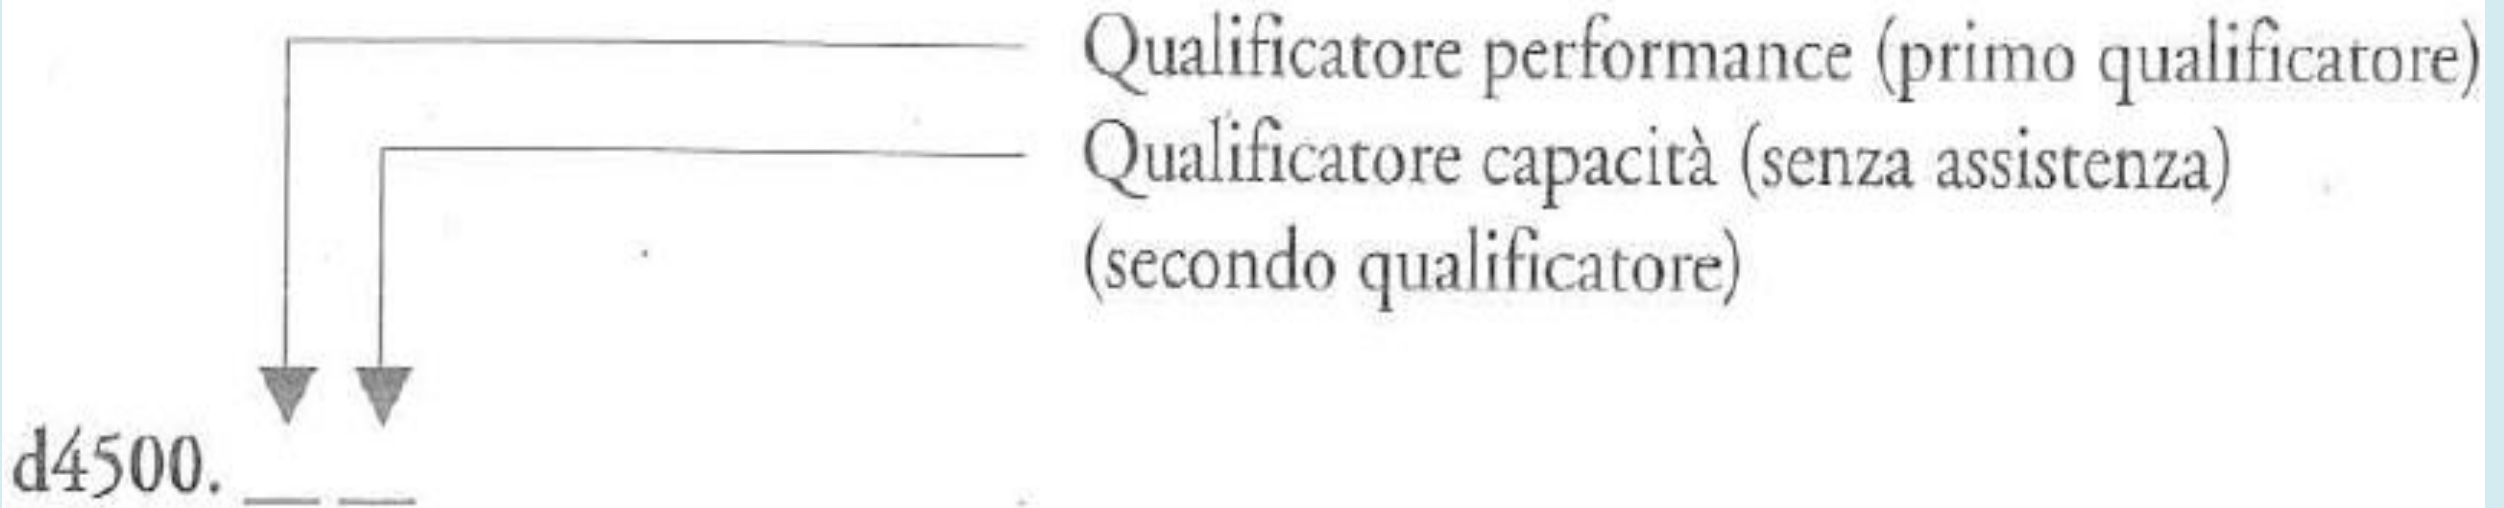 Qualificatore performance (primo qualificatore)
Qualificatore capacità (senza assistenza)
(secondo qualificatore)
d4500. __ __